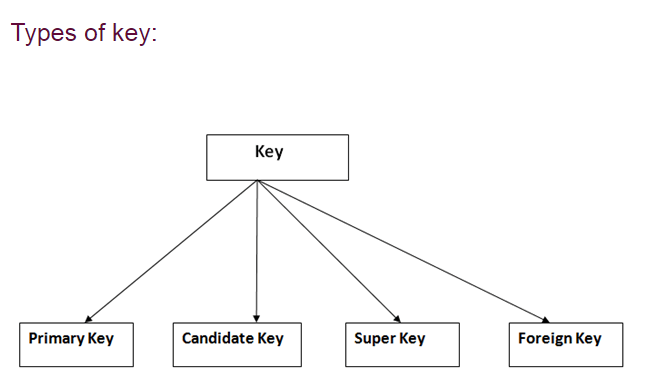 Types of key:
Key
Primary Key
Candidate Key
Super Key
Foreign Key